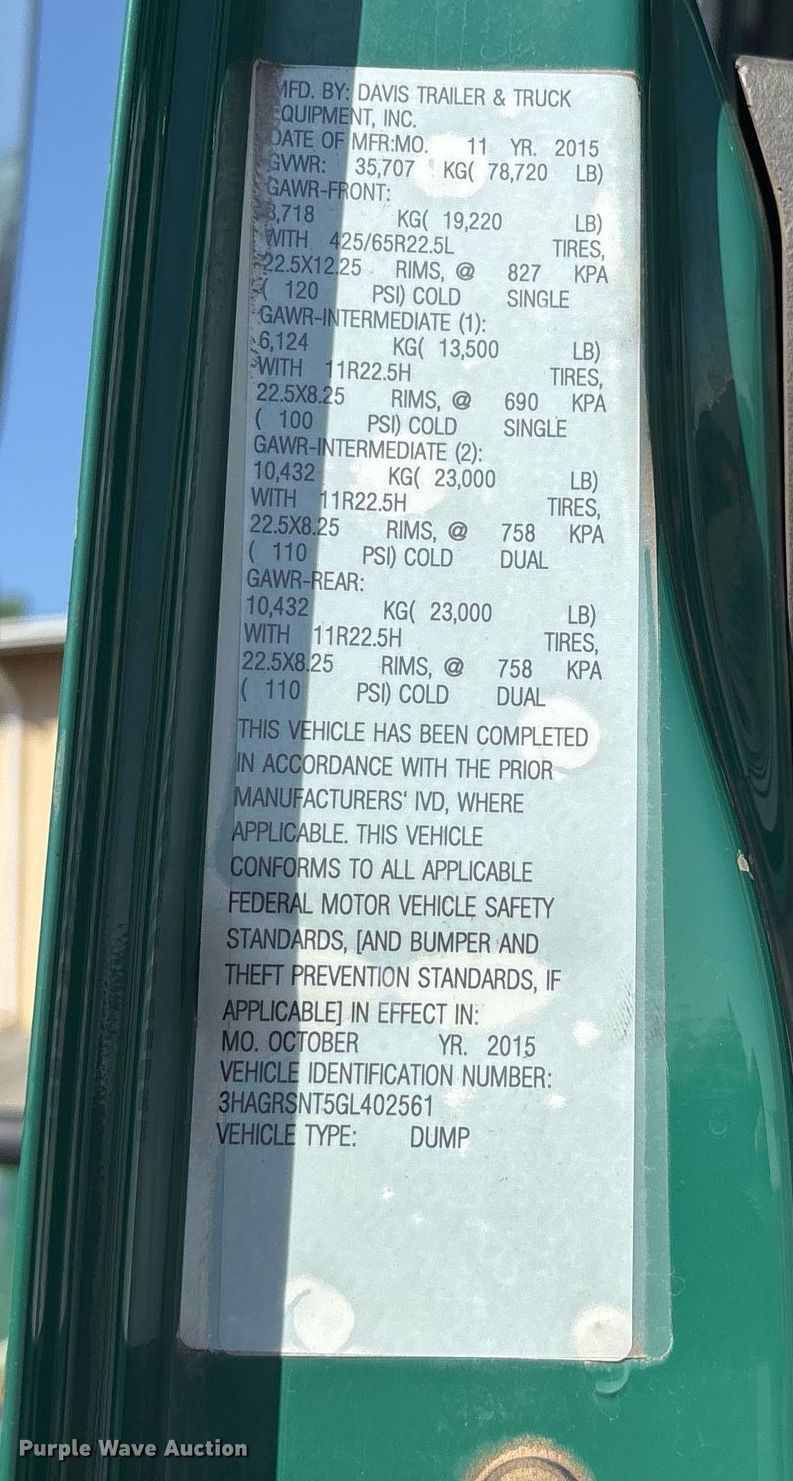 MFD. BY: DAVIS TRAILER & TRUCK
EQUIPMENT, INC.
DATE OF MFR:MO. 11 YR. 2015
GVWR: 35,707 KG( 78,720 LB)
GAWR-FRONT:
8,718 KG( 19,220 LB)
WITH 425/65R22.5L TIRES,
22.5X12.25 RIMS, @ 827 KPA
( 120 PSI) COLD SINGLE
GAWR-INTERMEDIATE (1):
6,124 KG( 13,500 LB)
WITH 11R22.5H TIRES,
22.5X8.25 RIMS, @ 690 KPA
( 100 PSI) COLD SINGLE
GAWR-INTERMEDIATE (2):
10,432 KG( 23,000 LB)
WITH 11R22.5H TIRES,
22.5X8.25 RIMS, @ 758 KPA
( 110 PSI) COLD DUAL
GAWR-REAR:
10,432 KG( 23,000 LB)
WITH 11R22.5H TIRES,
22.5X8.25 RIMS, @ 758 KPA
( 110 PSI) COLD DUAL
THIS VEHICLE HAS BEEN COMPLETED
IN ACCORDANCE WITH THE PRIOR
MANUFACTURERS' IVD, WHERE
APPLICABLE. THIS VEHICLE
CONFORMS TO ALL APPLICABLE
FEDERAL MOTOR VEHICLE SAFETY
STANDARDS, [AND BUMPER AND
THEFT PREVENTION STANDARDS, IF
APPLICABLE] IN EFFECT IN:
MO. OCTOBER YR. 2015
VEHICLE IDENTIFICATION NUMBER:
3HAGRSNT5GL402561
VEHICLE TYPE: DUMP
Purple Wave Auction